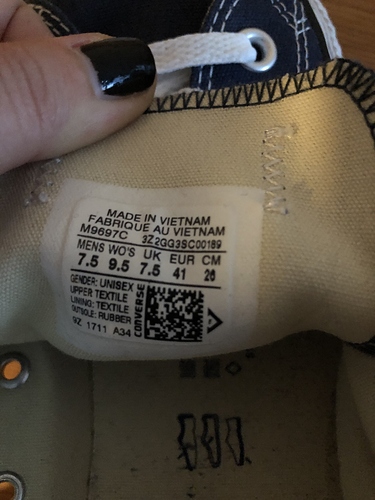 MADE IN VIETNAM
FABRIQUE AU VIETNAM
M9697C 3Z2GG3SC00189
MENS WO'S UK EUR CM
7.5 9.5 7.5 41 26
GENDER: UNISEX
UPPER TEXTILE
LINING: TEXTILE
OUTSOLE: RUBBER
9Z 1711 A34
CONVERSE